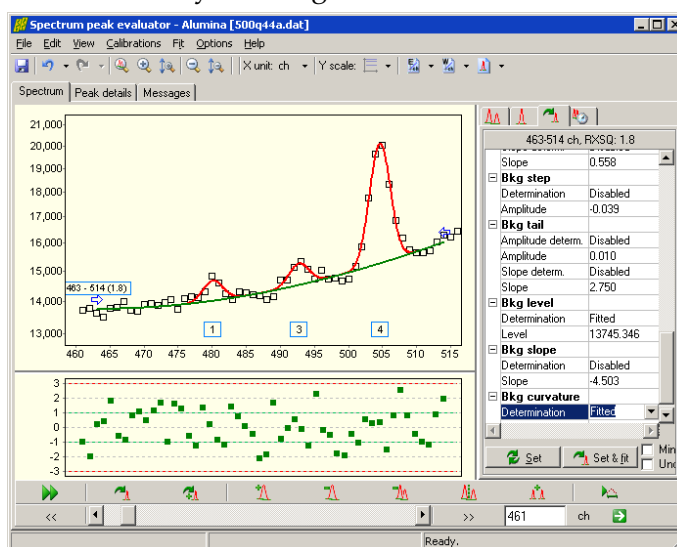 Spectrum peak evaluator - Alumina [500q44a.dat]
File Edit View Calibrations Fit Options Help
X unit: ch Y scale:
Spectrum Peak details Messages
463-514 ch, RXSQ: 1.8
Slope 0.558
Bkg step
Determination Disabled
Amplitude -0.039
Bkg tail
Amplitude determ. Disabled
Amplitude 0.010
Slope determ. Disabled
Slope 2.750
Bkg level
Determination Fitted
Level 13745.346
Bkg slope
Determination Disabled
Slope -4.503
Bkg curvature
Determination Fitted
Set Set & fit Min
Unc
21,000
20,000
19,000
18,000
17,000
16,000
15,000
14,000
13,000
463 - 514 (1.8)
1 3 4
460 465 470 475 480 485 490 495 500 505 510 515
3
2
1
0
-1
-2
-3
<< >> 461 ch
Ready.